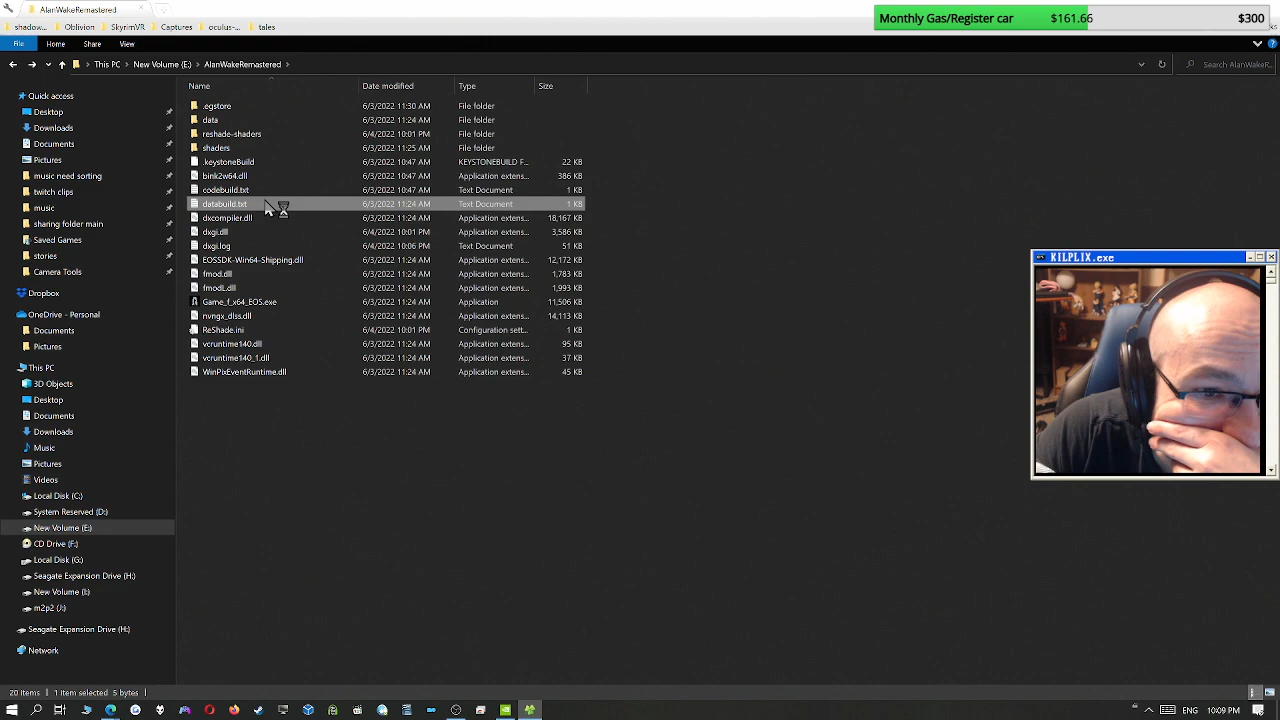 AlanWakeRemastered
shadow...
Oblivion
SkyrimVR
Captures
oculus-...
tales
Monthly Gas/Register car $161.66 $300
File Home Share View
This PC New Volume (E:) AlanWakeRemastered
Search AlanWakeR...
Name Date modified Type Size
.egstore 6/3/2022 11:30 AM File folder
data 6/3/2022 11:24 AM File folder
reshade-shaders 6/4/2022 10:01 PM File folder
shaders 6/3/2022 11:25 AM File folder
.keystoneBuild 6/3/2022 10:47 AM KEYSTONEBUILD F... 22 KB
bink2w64.dll 6/3/2022 11:24 AM Application extens... 386 KB
codebuild.txt 6/3/2022 10:47 AM Text Document 1 KB
databuild.txt 6/3/2022 11:24 AM Text Document 1 KB
dxcompiler.dll 6/3/2022 11:24 AM Application extens... 18,167 KB
dxgi.dll 6/4/2022 10:01 PM Application extens... 3,586 KB
dxgi.log 6/4/2022 10:06 PM Text Document 51 KB
EOSSDK-Win64-Shipping.dll 6/3/2022 11:24 AM Application extens... 12,172 KB
fmod.dll 6/3/2022 11:24 AM Application extens... 1,783 KB
fmodL.dll 6/3/2022 11:24 AM Application extens... 1,993 KB
Game_f_x64_EOS.exe 6/3/2022 11:24 AM Application 11,506 KB
nvngx_dlss.dll 6/3/2022 11:24 AM Application extens... 14,113 KB
ReShade.ini 6/4/2022 10:01 PM Configuration sett... 1 KB
vcruntime140.dll 6/3/2022 11:24 AM Application extens... 95 KB
vcruntime140_1.dll 6/3/2022 11:24 AM Application extens... 37 KB
WinPixEventRuntime.dll 6/3/2022 11:24 AM Application extens... 45 KB
Quick access
Desktop
Downloads
Documents
Pictures
music need sorting
twitch clips
music
sharing folder main
Saved Games
stories
Camera Tools
Dropbox
OneDrive - Personal
Documents
Pictures
This PC
3D Objects
Desktop
Documents
Downloads
Music
Pictures
Videos
Local Disk (C:)
System Reserved (D:)
New Volume (E:)
CD Drive (F:)
Local Disk (G:)
Seagate Expansion Drive (H:)
New Volume (I:)
m2p2 (J:)
Seagate Expansion Drive (H:)
Network
KILPLIX.exe
20 items 1 item selected 5 bytes
10:09 PM